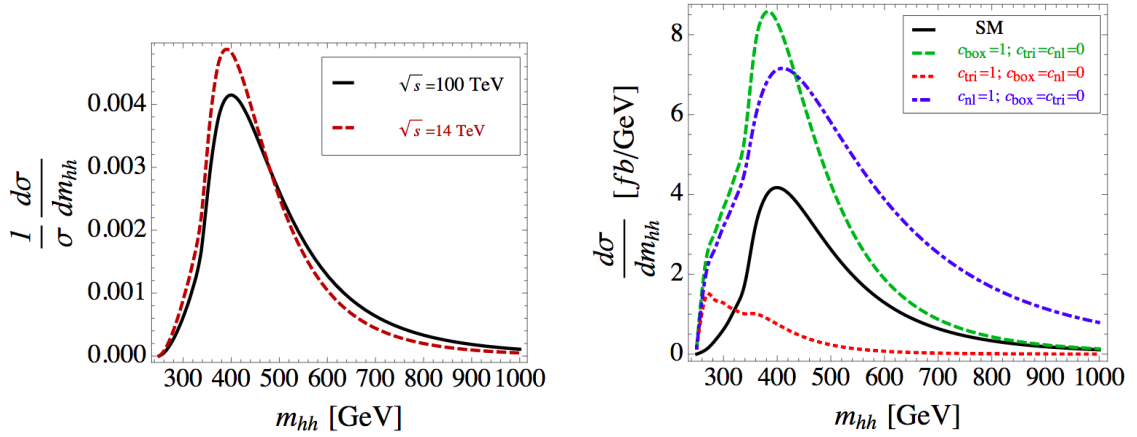 1/σ dσ/dm_hh
0.004
0.003
0.002
0.001
0.000
√s =100 TeV
√s =14 TeV
300 400 500 600 700 800 900 1000
m_hh [GeV]
dσ/dm_hh [fb/GeV]
8
6
4
2
0
SM
c_box=1; c_tri=c_nl=0
c_tri=1; c_box=c_nl=0
c_nl=1; c_box=c_tri=0
300 400 500 600 700 800 900 1000
m_hh [GeV]